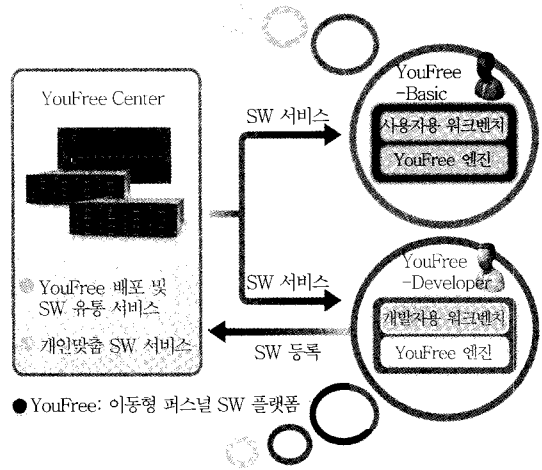 YouFree Center
YouFree 배포 및
SW 유통 서비스
개인맞춤 SW 서비스
SW 서비스
YouFree
-Basic
사용자용 워크벤치
YouFree 엔진
SW 서비스
YouFree
-Developer
개발자용 워크벤치
YouFree 엔진
SW 등록
● YouFree: 이동형 퍼스널 SW 플랫폼